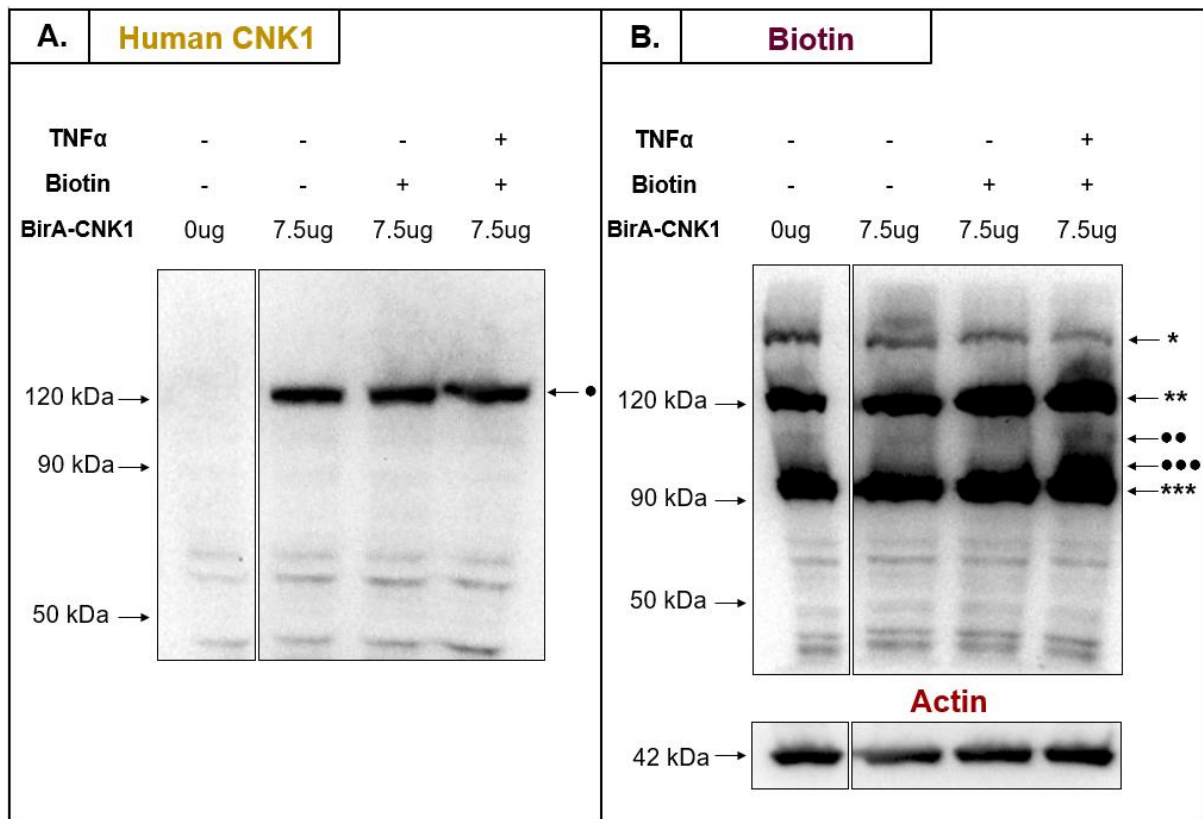 A. Human CNK1
TNFα - - - +
Biotin - - + +
BirA-CNK1 0ug 7.5ug 7.5ug 7.5ug
120 kDa
•
90 kDa
50 kDa
B. Biotin
TNFα - - - +
Biotin - - + +
BirA-CNK1 0ug 7.5ug 7.5ug 7.5ug
*
120 kDa
**
••
•••
90 kDa
***
50 kDa
Actin
42 kDa